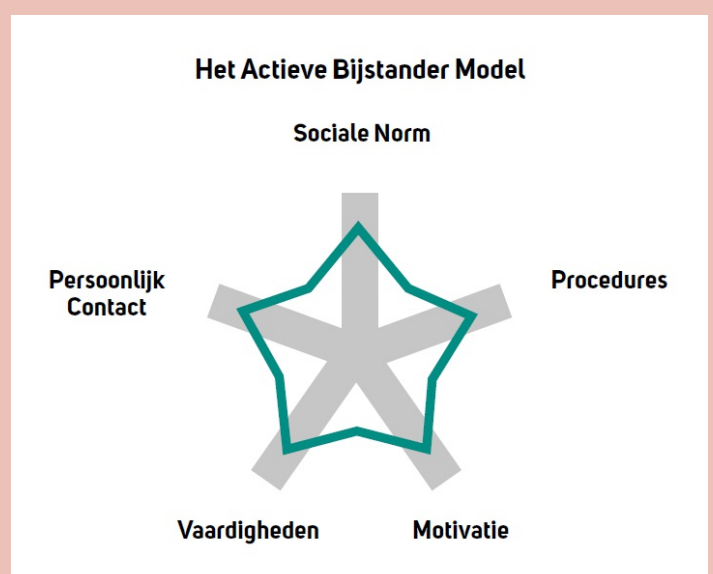 Het Actieve Bijstander Model
Sociale Norm
Persoonlijk
Contact
Procedures
Vaardigheden
Motivatie